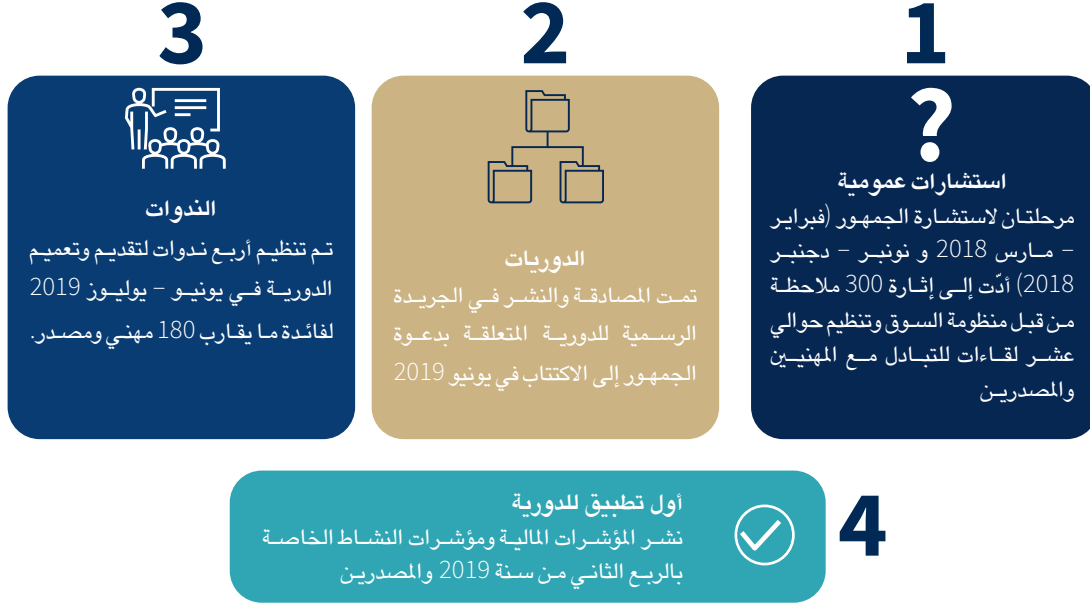 1
?
استشارات عمومية
مرحلتان لاستشارة الجمهور (فبراير
– مارس 2018 و نونبر – دجنبر
2018) أدّت إلى إثارة 300 ملاحظة
من قبل منظومة السوق وتنظيم حوالي
عشر لقاءات للتبادل مع المهنيين
والمصدرين
2
الدوريات
تمت المصادقة والنشر في الجريدة
الرسمية للدورية المتعلقة بدعوة
الجمهور إلى الاكتتاب في يونيو 2019
3
الندوات
تم تنظيم أربع ندوات لتقديم وتعميم
الدورية في يونيو – يوليوز 2019
لفائدة ما يقارب 180 مهني ومصدر.
4
أول تطبيق للدورية
نشر المؤشرات المالية ومؤشرات النشاط الخاصة
بالربع الثاني من سنة 2019 والمصدرين